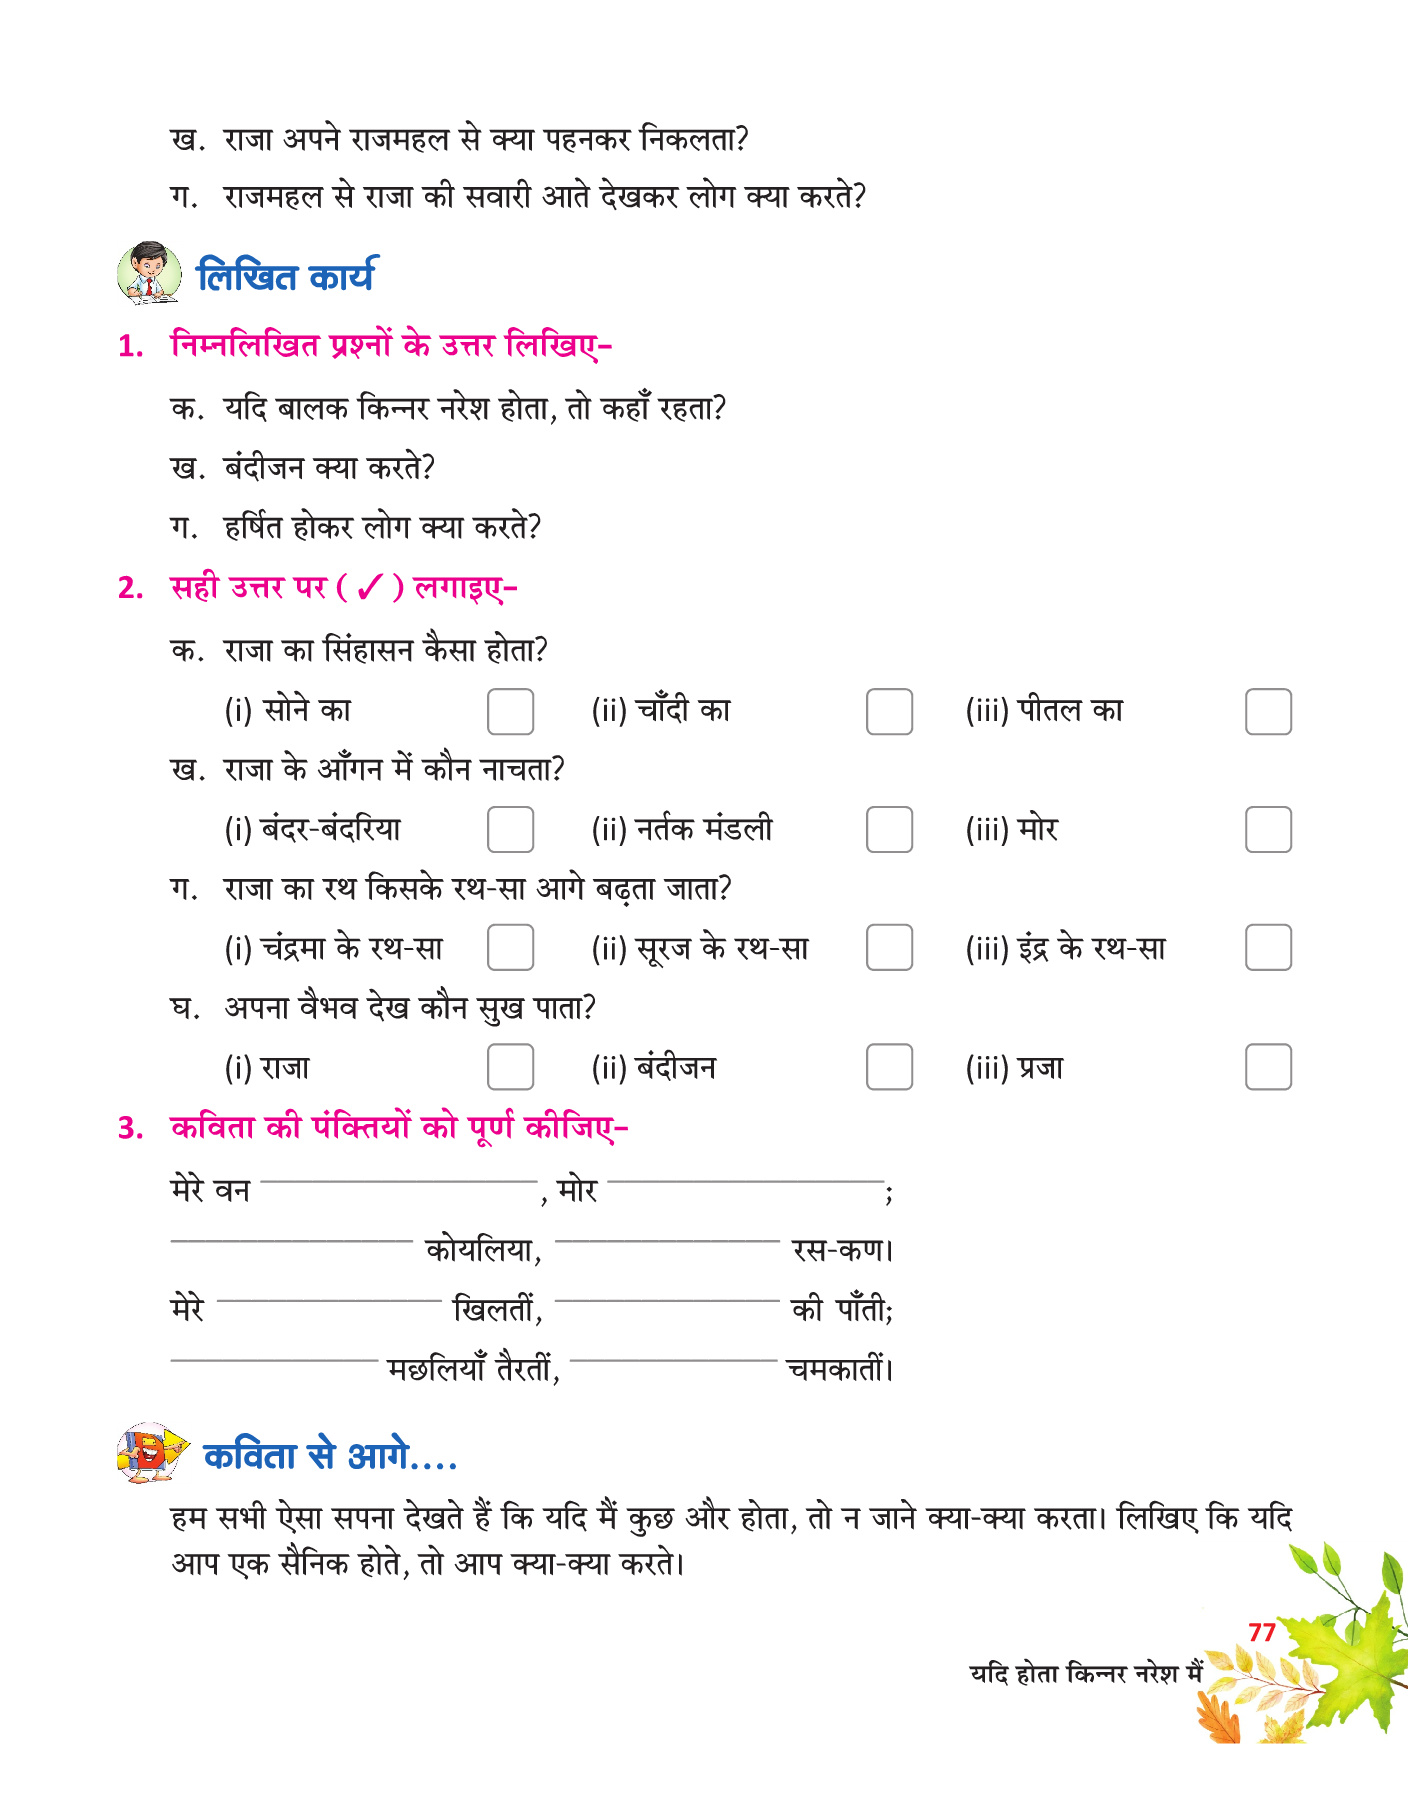 ख. राजा अपने राजमहल से क्या पहनकर निकलता?
ग. राजमहल से राजा की सवारी आते देखकर लोग क्या करते?
लिखित कार्य
1. निम्नलिखित प्रश्नों के उत्तर लिखिए–
क. यदि बालक किन्नर नरेश होता, तो कहाँ रहता?
ख. बंदीजन क्या करते?
ग. हर्षित होकर लोग क्या करते?
2. सही उत्तर पर (✓) लगाइए–
क. राजा का सिंहासन कैसा होता?
(i) सोने का (ii) चाँदी का (iii) पीतल का
ख. राजा के आँगन में कौन नाचता?
(i) बंदर-बंदरिया (ii) नर्तक मंडली (iii) मोर
ग. राजा का रथ किसके रथ-सा आगे बढ़ता जाता?
(i) चंद्रमा के रथ-सा (ii) सूरज के रथ-सा (iii) इंद्र के रथ-सा
घ. अपना वैभव देख कौन सुख पाता?
(i) राजा (ii) बंदीजन (iii) प्रजा
3. कविता की पंक्तियों को पूर्ण कीजिए–
मेरे वन ____________, मोर ____________;
____________ कोयलिया, ____________ रस-कण।
मेरे ____________ खिलतीं, ____________ की पाँती;
____________ मछलियाँ तैरतीं, ____________ चमकातीं।
कविता से आगे....
हम सभी ऐसा सपना देखते हैं कि यदि मैं कुछ और होता, तो न जाने क्या-क्या करता। लिखिए कि यदि
आप एक सैनिक होते, तो आप क्या-क्या करते।
77
यदि होता किन्नर नरेश मैं